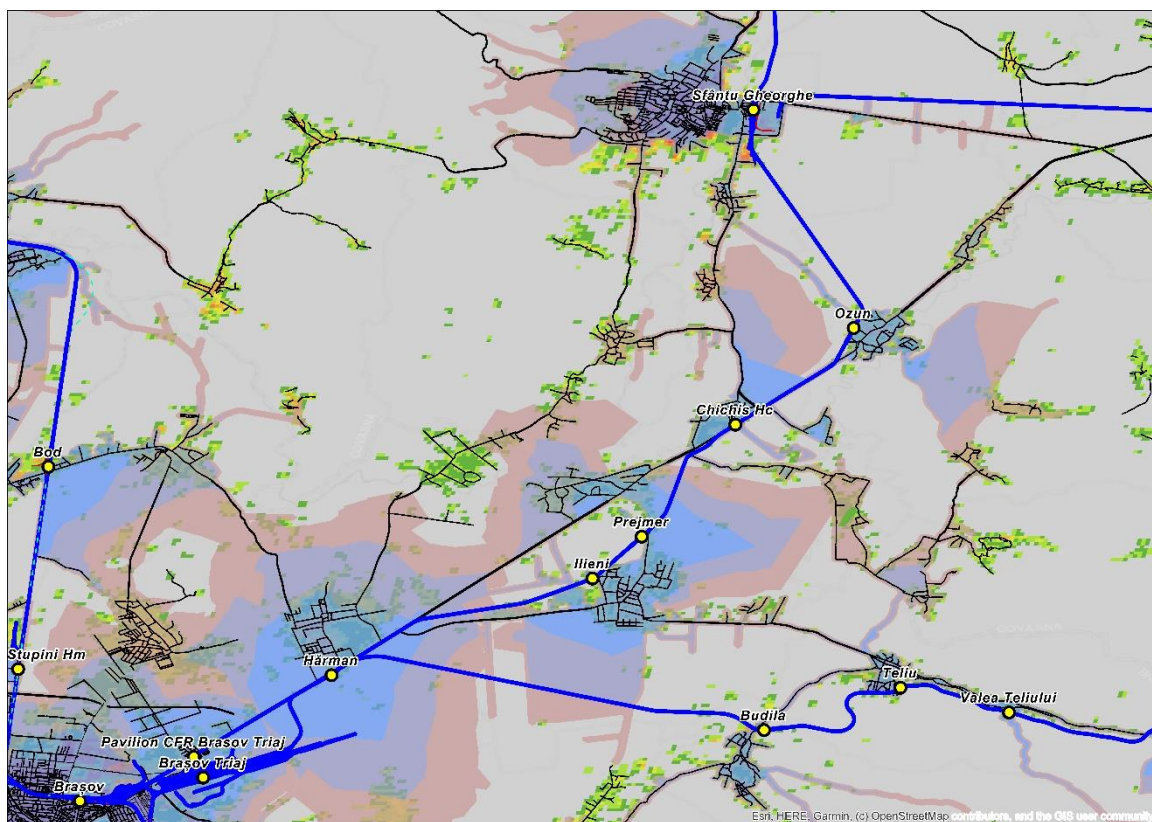 Sfântu Gheorghe
Ozun
Chichis Hc
Bod
Prejmer
Ilieni
Stupini Hm
Hărman
Teliu
Valea Teliului
Budila
Pavilion CFR Brasov Triaj
Brașov Triaj
Brașov
Esri, HERE, Garmin, (c) OpenStreetMap contributors, and the GIS user community